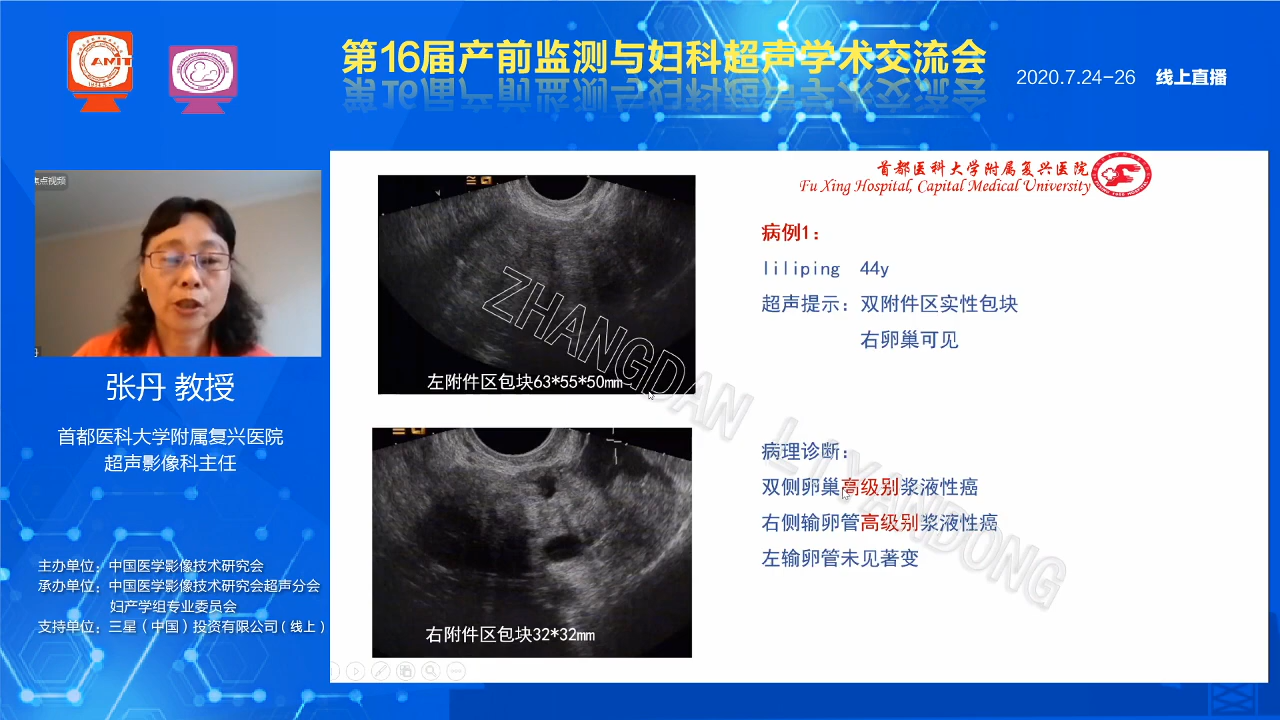 第16届产前监测与妇科超声学术交流会
2020.7.24-26 线上直播
CAMIT
焦点视频
张丹 教授
首都医科大学附属复兴医院
超声影像科主任
主办单位：中国医学影像技术研究会
承办单位：中国医学影像技术研究会超声分会
妇产学组专业委员会
支持单位：三星（中国）投资有限公司（线上）
首都医科大学附属复兴医院
Fu Xing Hospital, Capital Medical University
左附件区包块63*55*50mm
右附件区包块32*32mm
病例1：
liliping 44y
超声提示：双附件区实性包块
右卵巢可见
病理诊断：
双侧卵巢高级别浆液性癌
右侧输卵管高级别浆液性癌
左输卵管未见著变
ZHANGDAN LIYANDONG